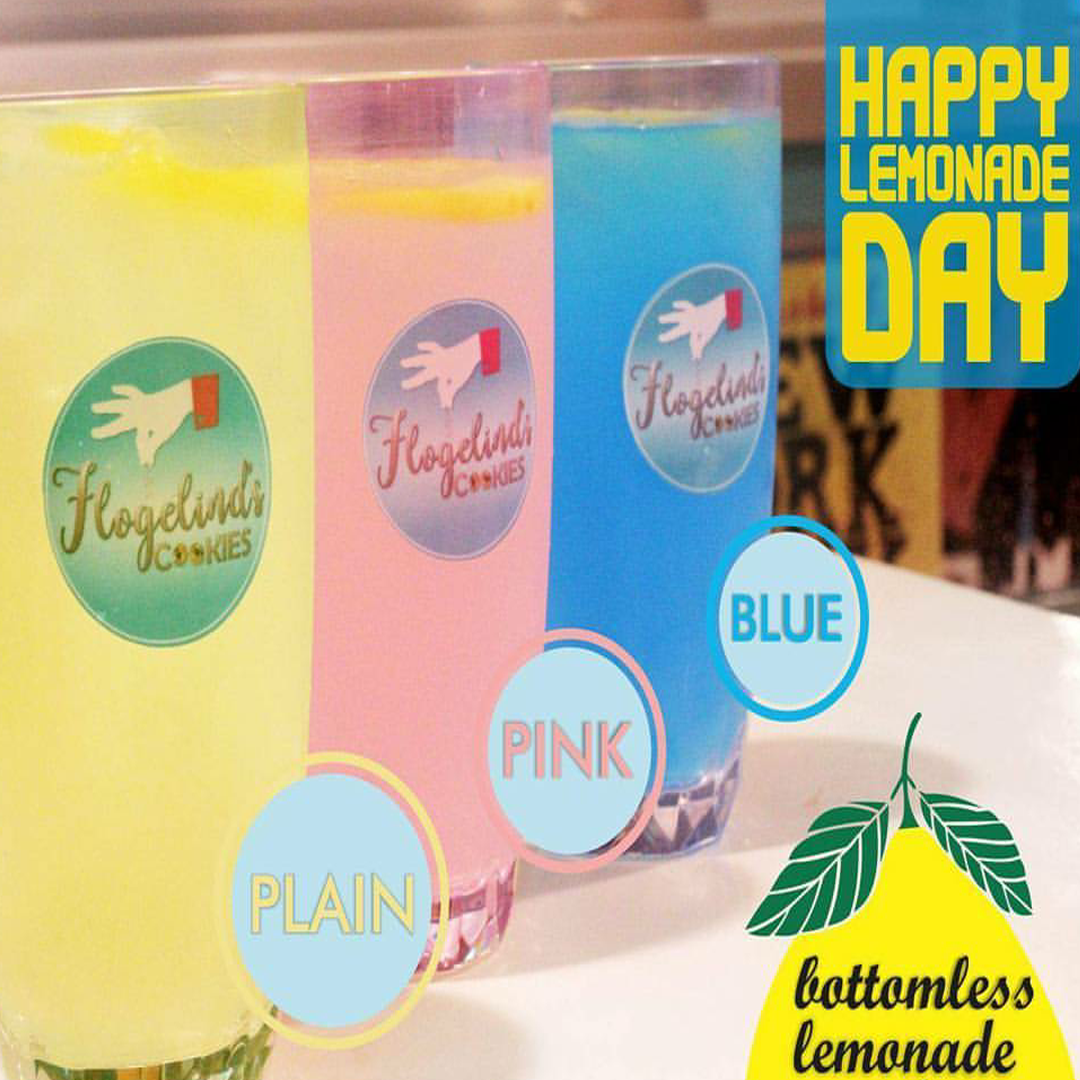 HAPPY
LEMONADE
DAY
Flogelind's
COOKIES
Flogelind's
COOKIES
Flogelind's
COOKIES
BLUE
PINK
PLAIN
bottomless
lemonade